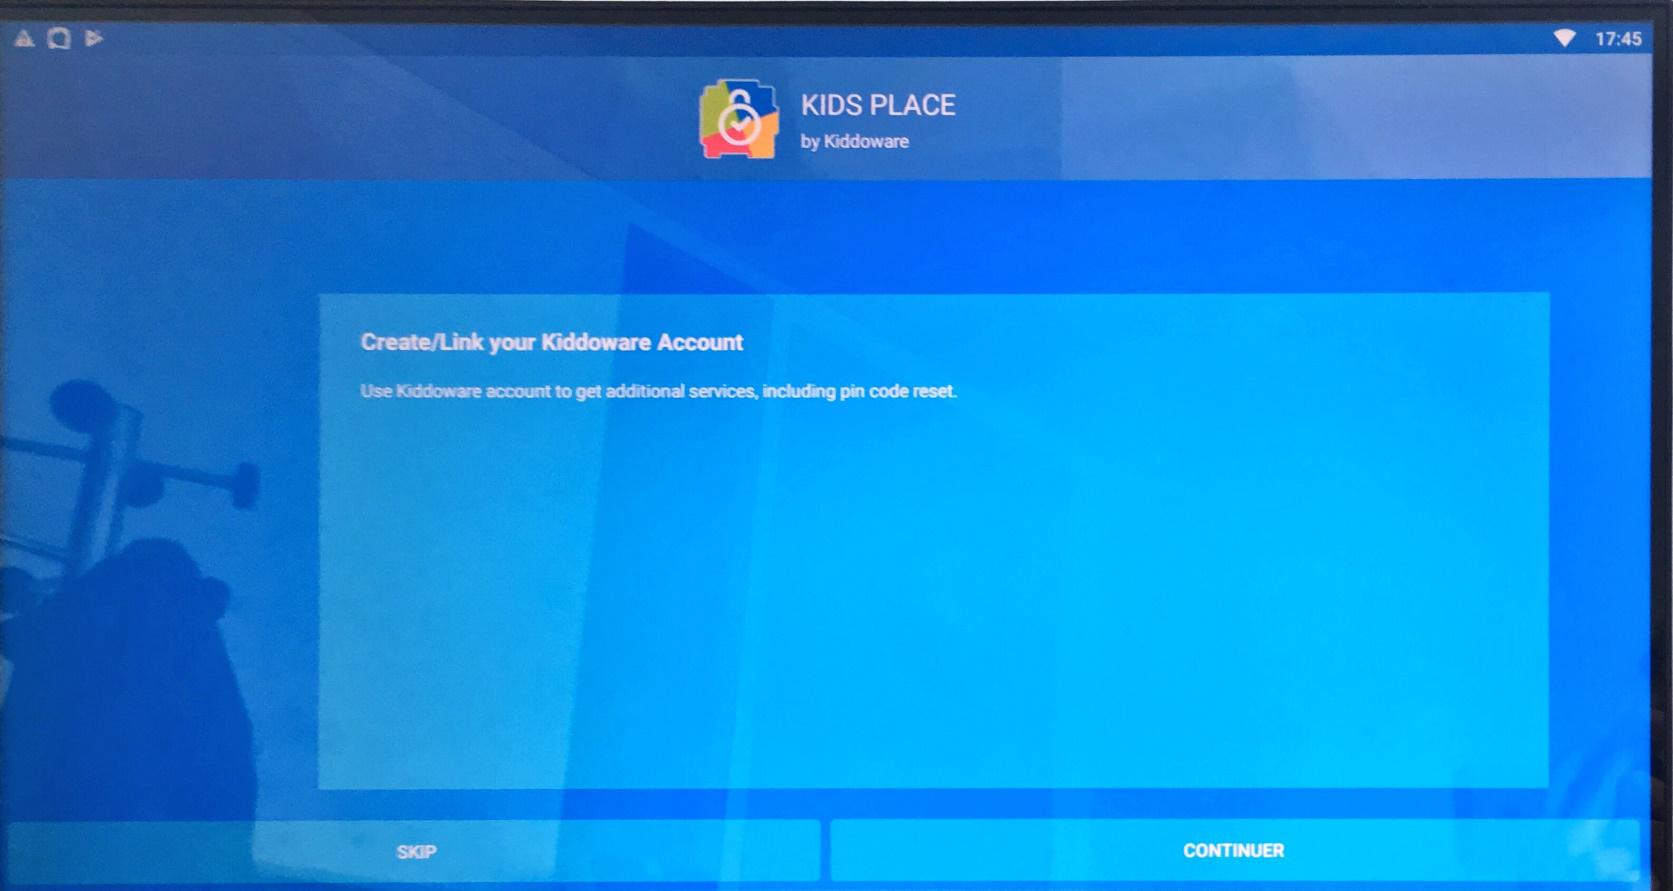 17:45
KIDS PLACE
by Kiddoware
Create/Link your Kiddoware Account
Use Kiddoware account to get additional services, including pin code reset.
SKIP
CONTINUER